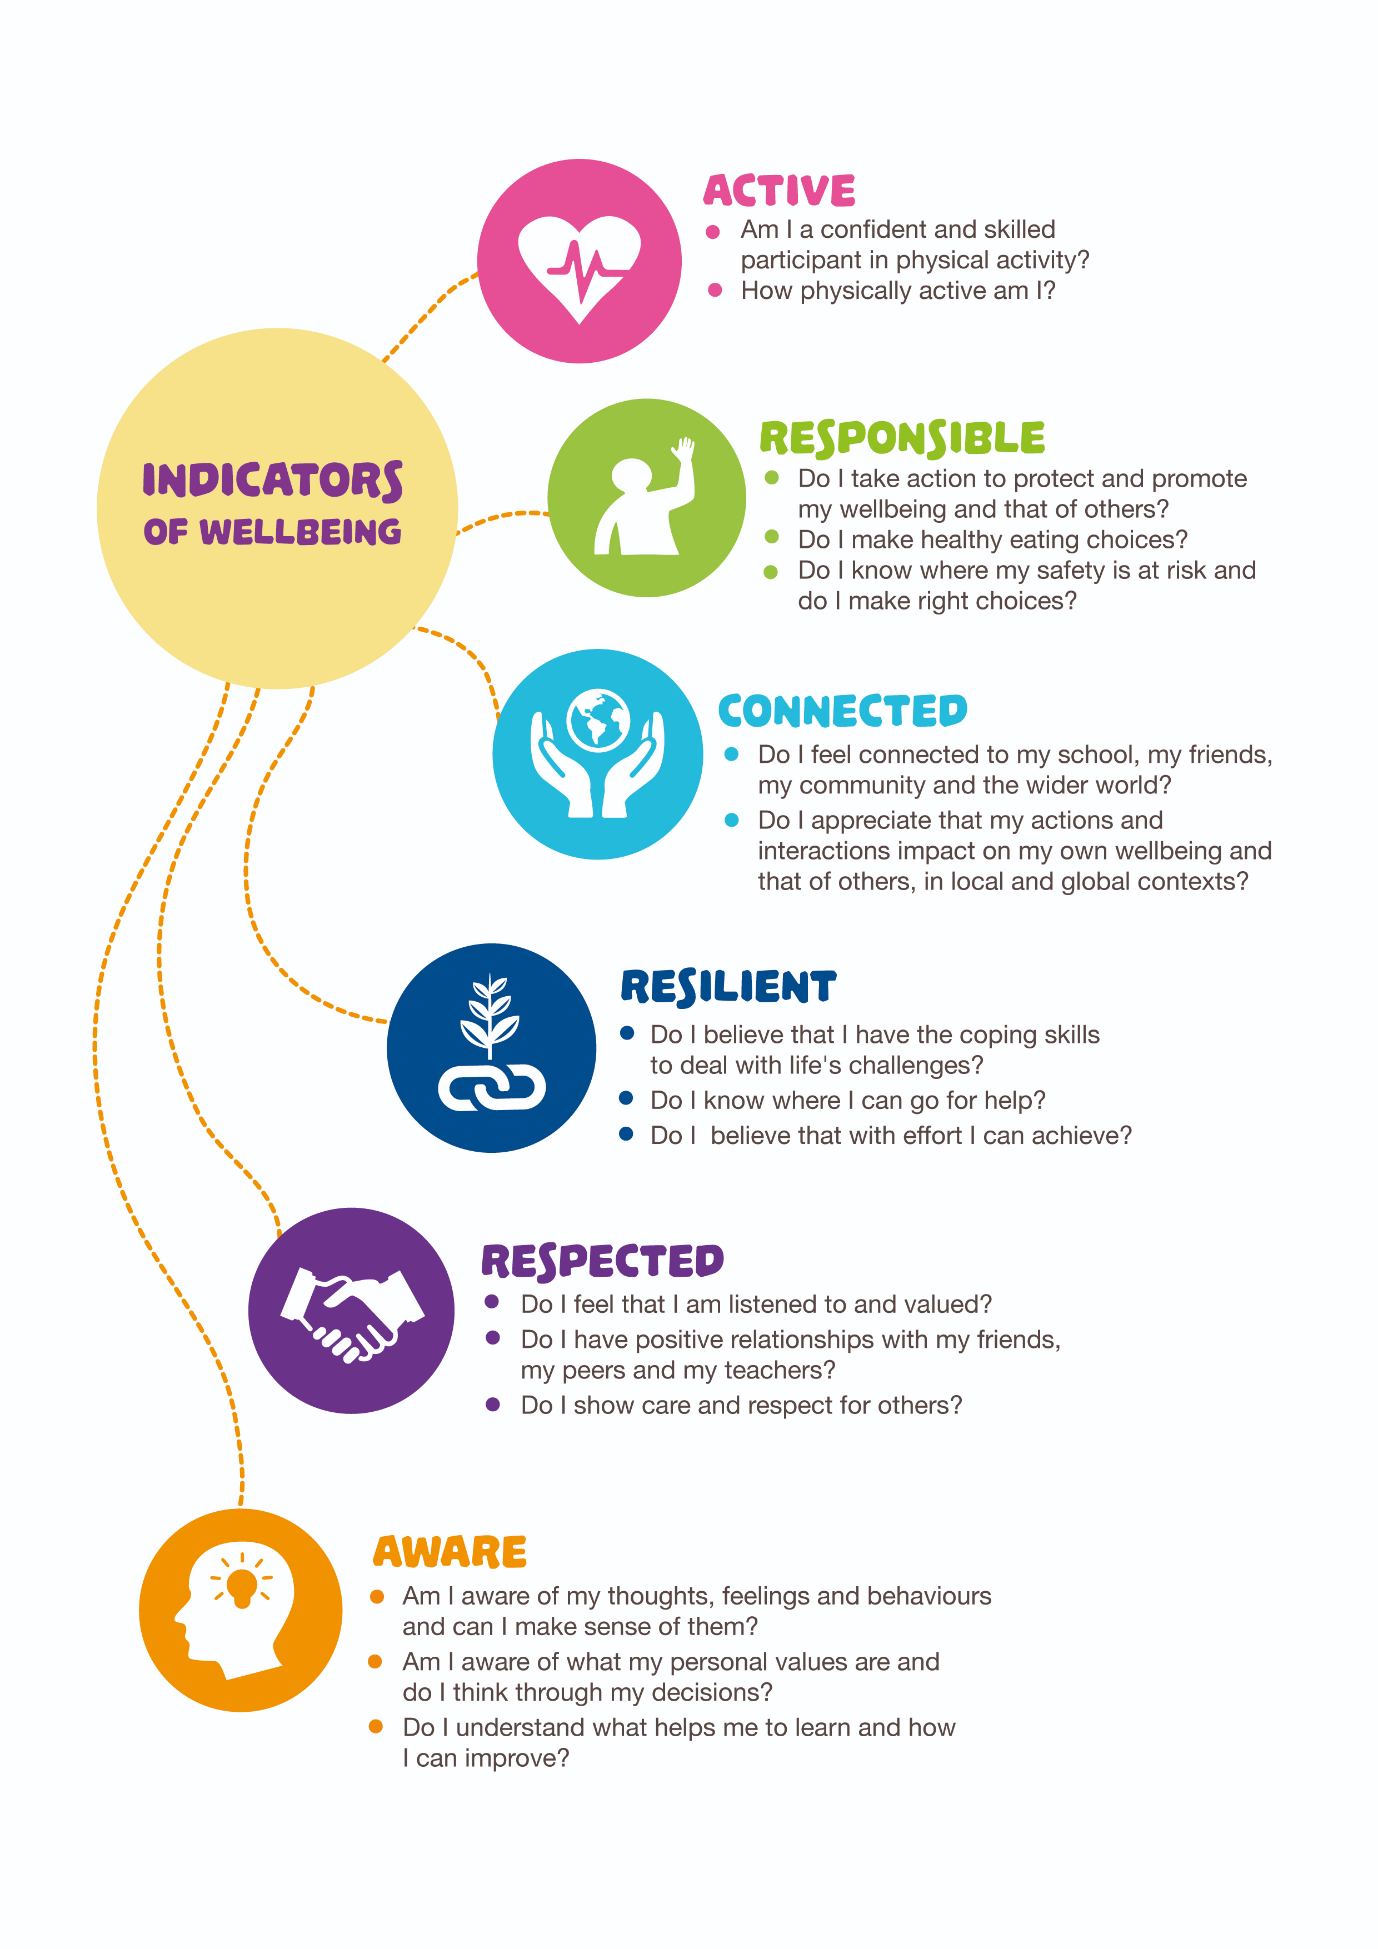 INDICATORS
OF WELLBEING
ACTIVE
• Am I a confident and skilled
participant in physical activity?
• How physically active am I?
RESPONSIBLE
• Do I take action to protect and promote
my wellbeing and that of others?
• Do I make healthy eating choices?
• Do I know where my safety is at risk and
do I make right choices?
CONNECTED
• Do I feel connected to my school, my friends,
my community and the wider world?
• Do I appreciate that my actions and
interactions impact on my own wellbeing and
that of others, in local and global contexts?
RESILIENT
• Do I believe that I have the coping skills
to deal with life's challenges?
• Do I know where I can go for help?
• Do I believe that with effort I can achieve?
RESPECTED
• Do I feel that I am listened to and valued?
• Do I have positive relationships with my friends,
my peers and my teachers?
• Do I show care and respect for others?
AWARE
• Am I aware of my thoughts, feelings and behaviours
and can I make sense of them?
• Am I aware of what my personal values are and
do I think through my decisions?
• Do I understand what helps me to learn and how
I can improve?